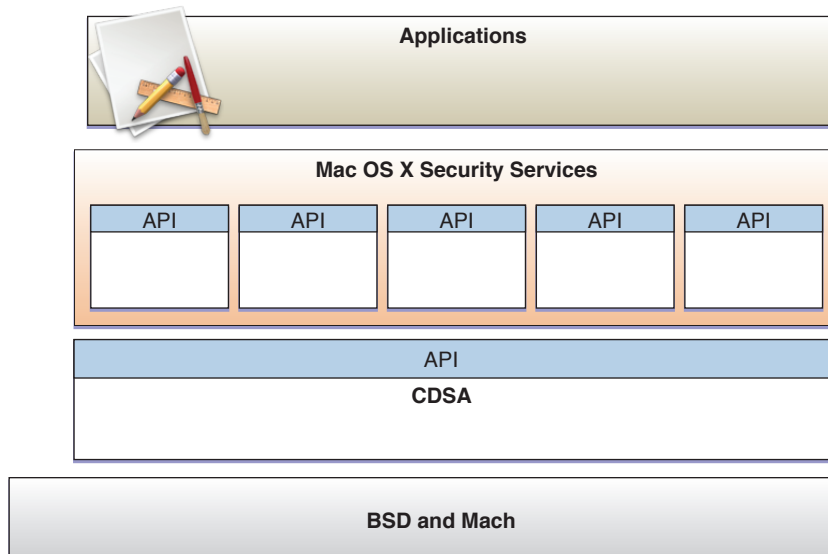 Applications
Mac OS X Security Services
API API API API API
API
CDSA
BSD and Mach